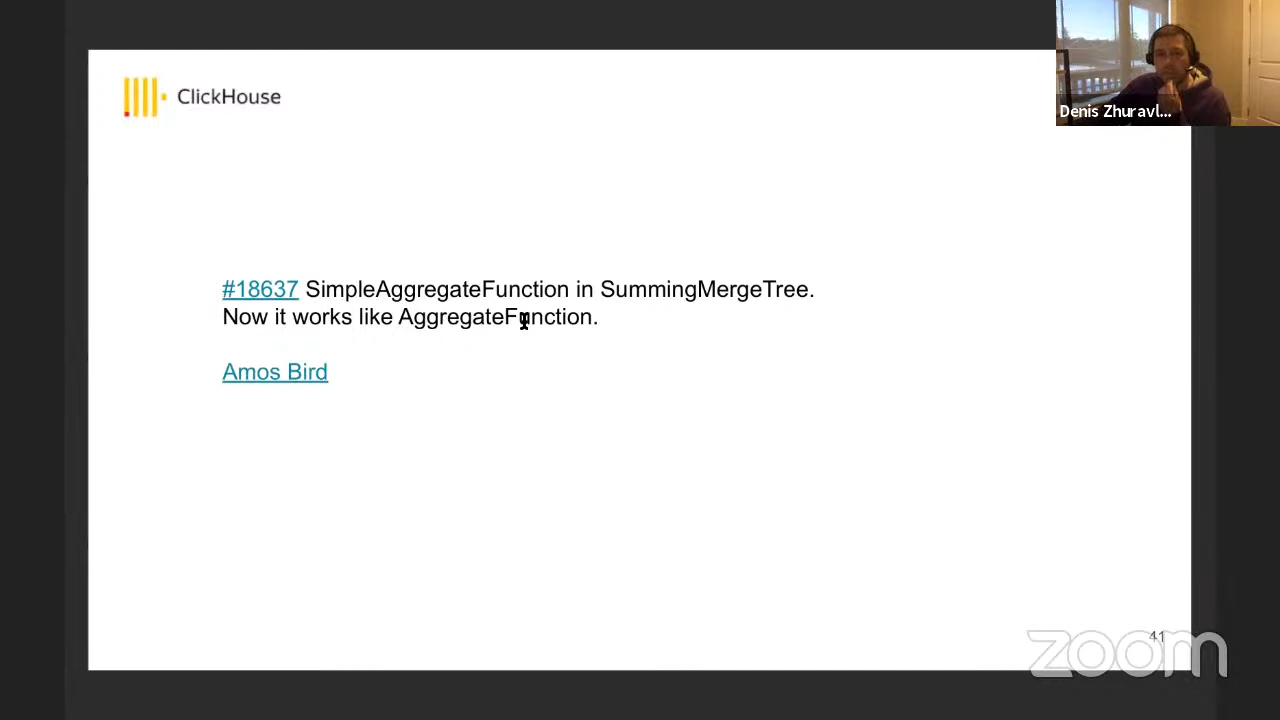 ClickHouse
Denis Zhuravl...
#18637 SimpleAggregateFunction in SummingMergeTree.
Now it works like AggregateFunction.
Amos Bird
41
zoom